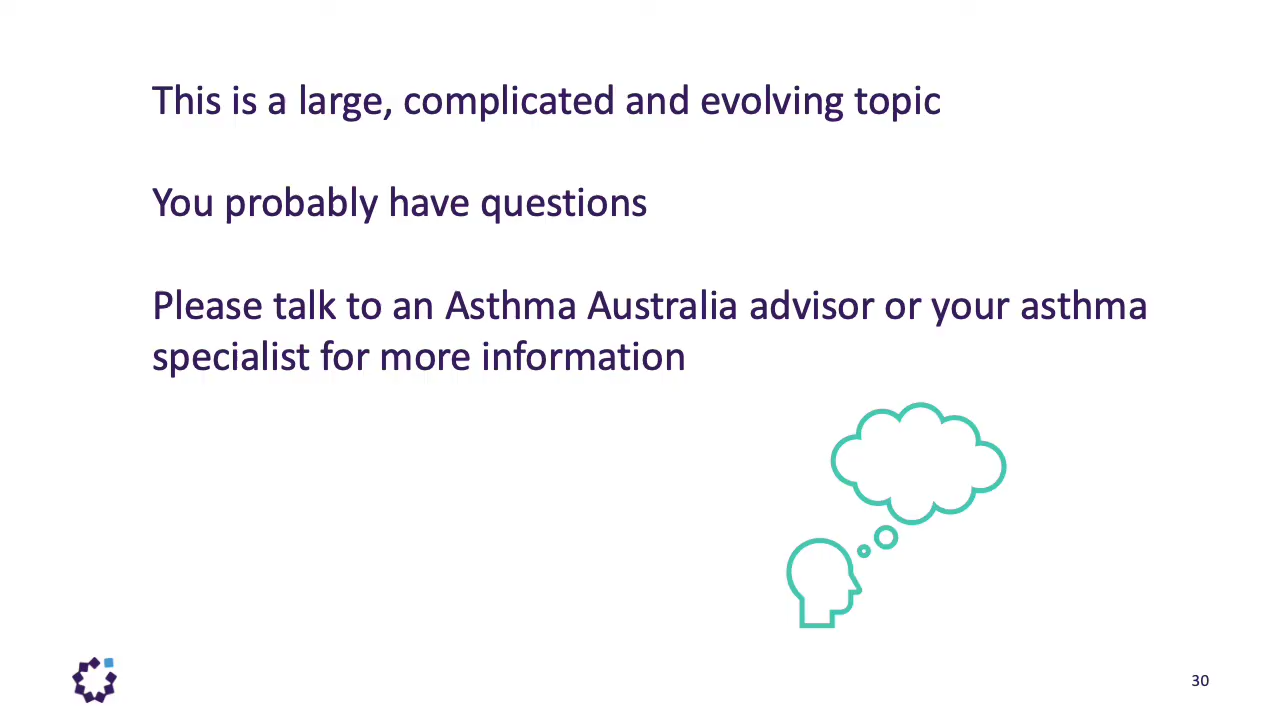 This is a large, complicated and evolving topic
You probably have questions
Please talk to an Asthma Australia advisor or your asthma
specialist for more information
30